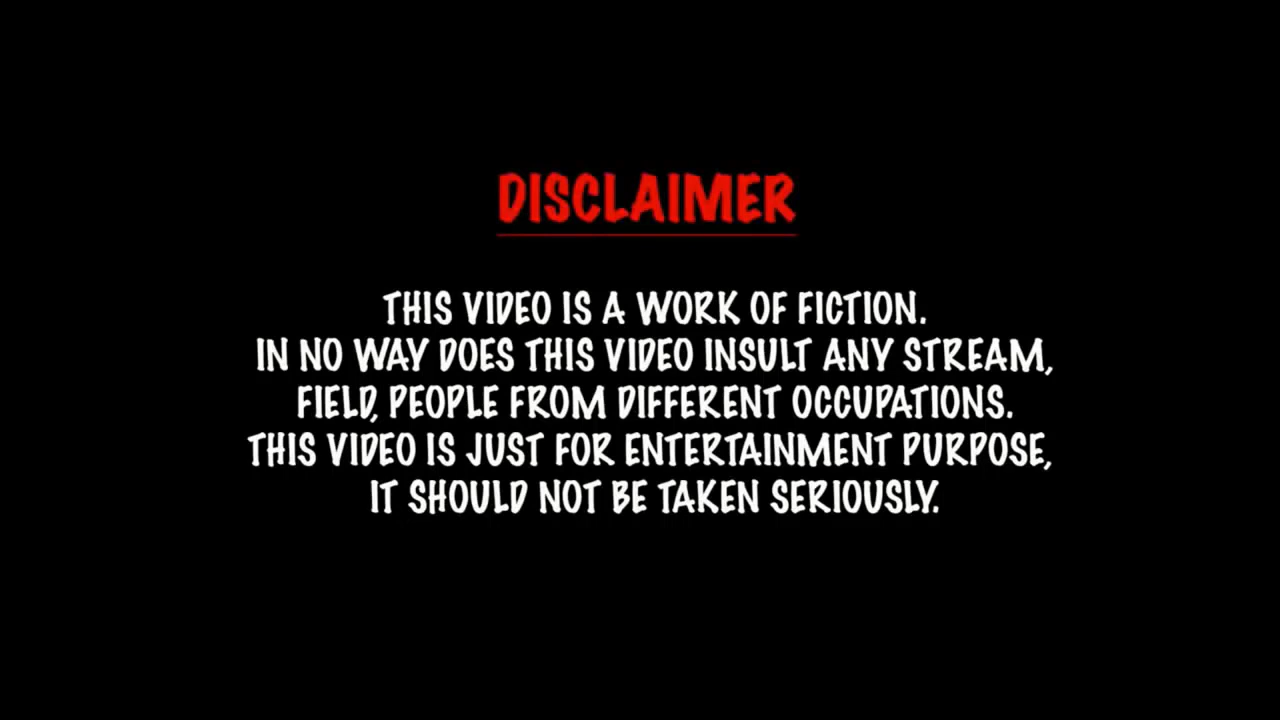 DISCLAIMER
THIS VIDEO IS A WORK OF FICTION.
IN NO WAY DOES THIS VIDEO INSULT ANY STREAM,
FIELD, PEOPLE FROM DIFFERENT OCCUPATIONS.
THIS VIDEO IS JUST FOR ENTERTAINMENT PURPOSE,
IT SHOULD NOT BE TAKEN SERIOUSLY.